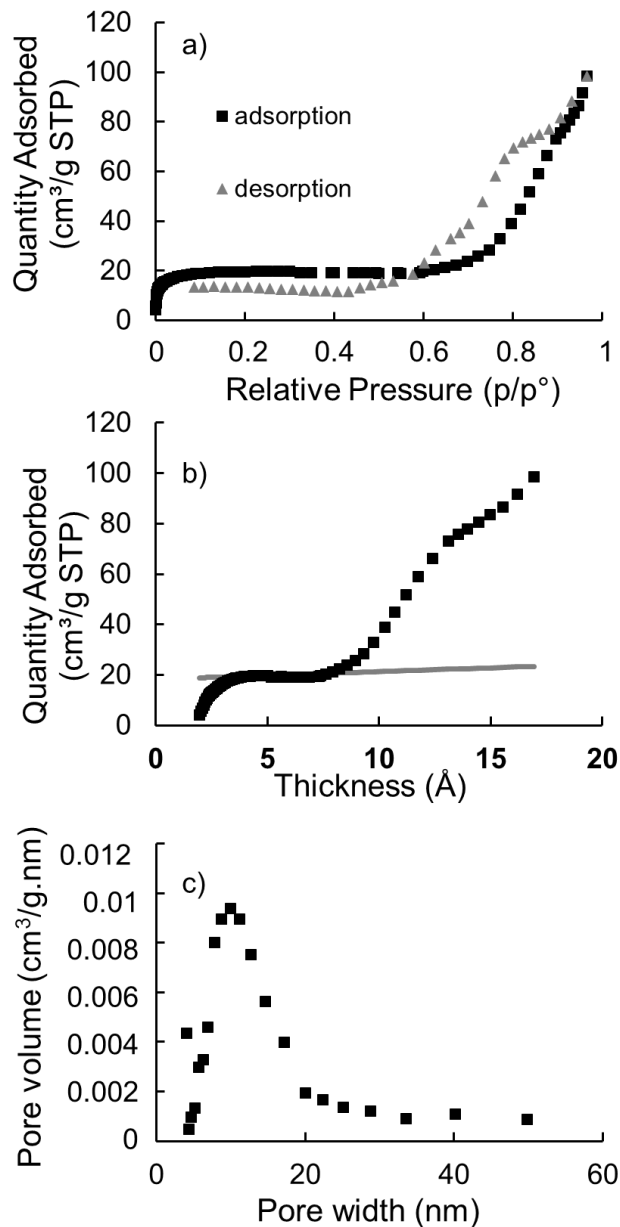 a)
Quantity Adsorbed
(cm³/g STP)
120
100
80
60
40
20
0
adsorption
desorption
0
0.2
0.4
0.6
0.8
1
Relative Pressure (p/p°)
b)
Quantity Adsorbed
(cm³/g STP)
120
100
80
60
40
20
0
0
5
10
15
20
Thickness (Å)
c)
Pore volume (cm³/g.nm)
0.012
0.01
0.008
0.006
0.004
0.002
0
0
20
40
60
Pore width (nm)